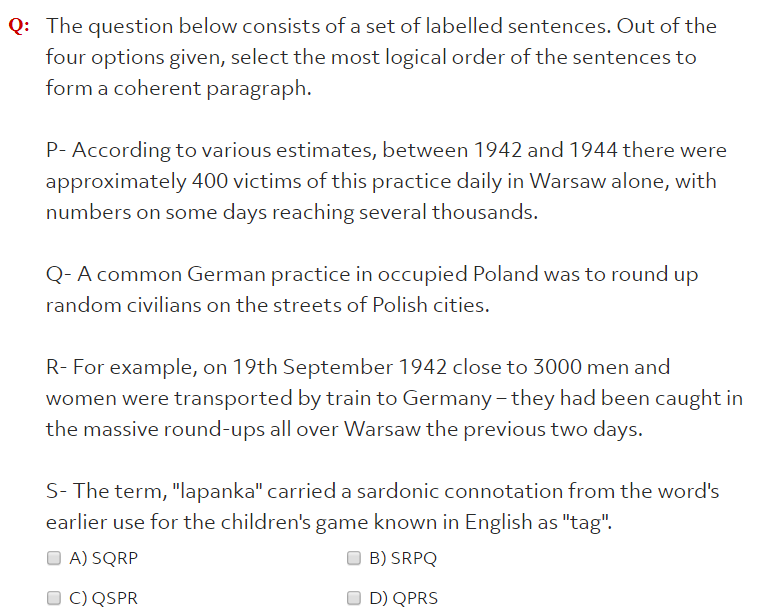 Q: The question below consists of a set of labelled sentences. Out of the
four options given, select the most logical order of the sentences to
form a coherent paragraph.
P- According to various estimates, between 1942 and 1944 there were
approximately 400 victims of this practice daily in Warsaw alone, with
numbers on some days reaching several thousands.
Q- A common German practice in occupied Poland was to round up
random civilians on the streets of Polish cities.
R- For example, on 19th September 1942 close to 3000 men and
women were transported by train to Germany – they had been caught in
the massive round-ups all over Warsaw the previous two days.
S- The term, "lapanka" carried a sardonic connotation from the word's
earlier use for the children's game known in English as "tag".
A) SQRP B) SRPQ
C) QSPR D) QPRS